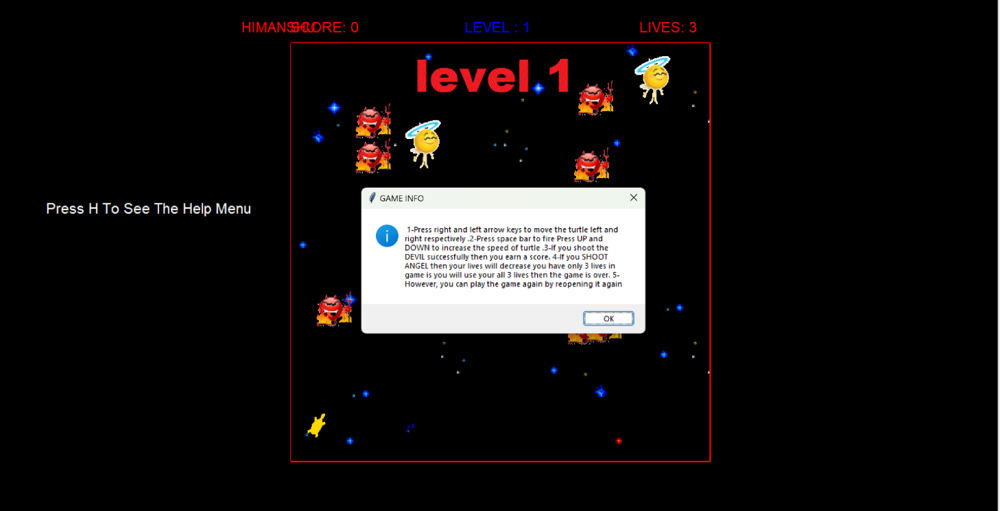 HIMANSHU SCORE: 0 LEVEL : 1 LIVES: 3
level 1
GAME INFO
Press H To See The Help Menu
1-Press right and left arrow keys to move the turtle left and
right respectively .2-Press space bar to fire Press UP and
DOWN to increase the speed of turtle .3-If you shoot the
DEVIL successfully then you earn a score. 4-If you SHOOT
ANGEL then your lives will decrease you have only 3 lives in
game is you will use your all 3 lives then the game is over. 5-
However, you can play the game again by reopening it again
OK